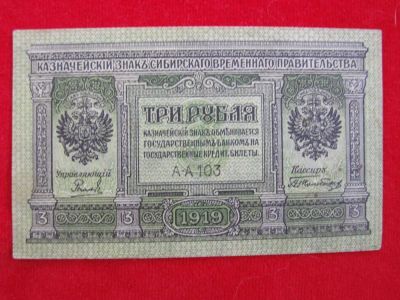 КАЗНАЧЕЙСКІЙ ЗНАКЪ СИБИРСКАГО ВРЕМЕННАГО ПРАВИТЕЛЬСТВА
ТРИ РУБЛЯ
КАЗНАЧЕЙСКІЙ ЗНАКЪ ОБМѢНИВАЕТСЯ
ГОСУДАРСТВЕННЫМЪ БАНКОМЪ НА
ГОСУДАРСТВЕННЫЕ КРЕДИТ. БИЛЕТЫ.
А-А 103
Управляющій
Кассиръ
3 3 1919 3 3